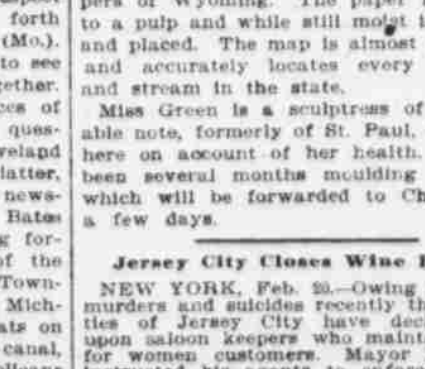 forth
(Mo.).
to see
gether.
ces of
ques-
veland
latter,
news-
Bates
g for-
of the
Town-
Mich-
ats on
canal,
pers of Wyoming. The paper
to a pulp and while still moist
and placed. The map is almost
and accurately locates every
and stream in the state.
Miss Green is a sculptress of
able note, formerly of St. Paul,
here on account of her health.
been several months moulding
which will be forwarded to Ch
a few days.
Jersey City Closes Wine
NEW YORK, Feb. 20.—Owing
murders and suicides recently th
ties of Jersey City have deci
upon saloon keepers who maint
for women customers. Mayor